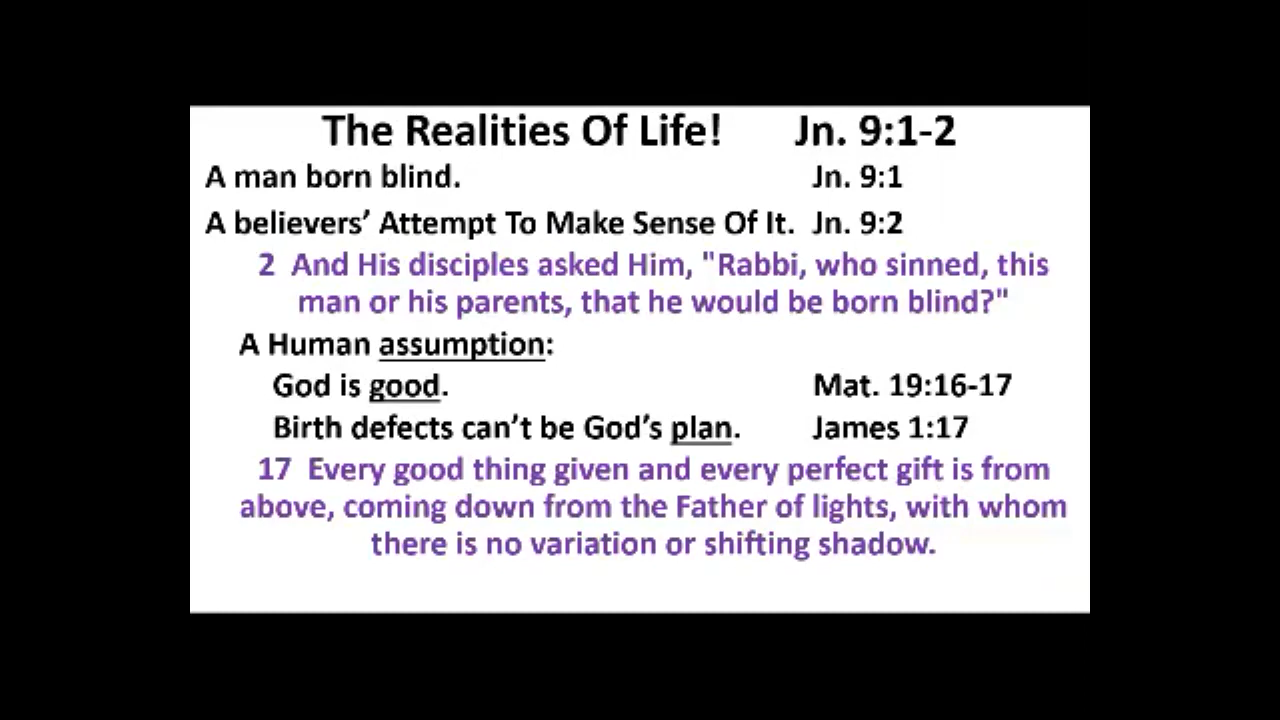 The Realities Of Life! Jn. 9:1-2
A man born blind. Jn. 9:1
A believers’ Attempt To Make Sense Of It. Jn. 9:2
2 And His disciples asked Him, "Rabbi, who sinned, this
man or his parents, that he would be born blind?"
A Human assumption:
God is good. Mat. 19:16-17
Birth defects can’t be God’s plan. James 1:17
17 Every good thing given and every perfect gift is from
above, coming down from the Father of lights, with whom
there is no variation or shifting shadow.